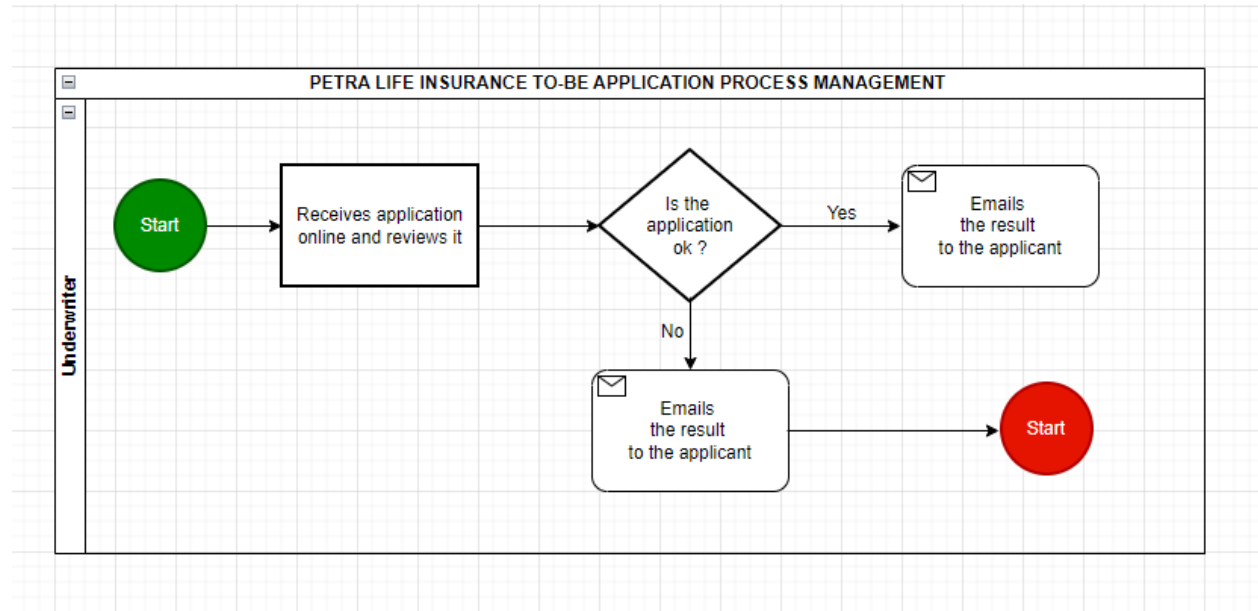 PETRA LIFE INSURANCE TO-BE APPLICATION PROCESS MANAGEMENT
Underwriter
Start
Receives application
online and reviews it
Is the
application
ok ?
Yes
Emails
the result
to the applicant
No
Emails
the result
to the applicant
Start